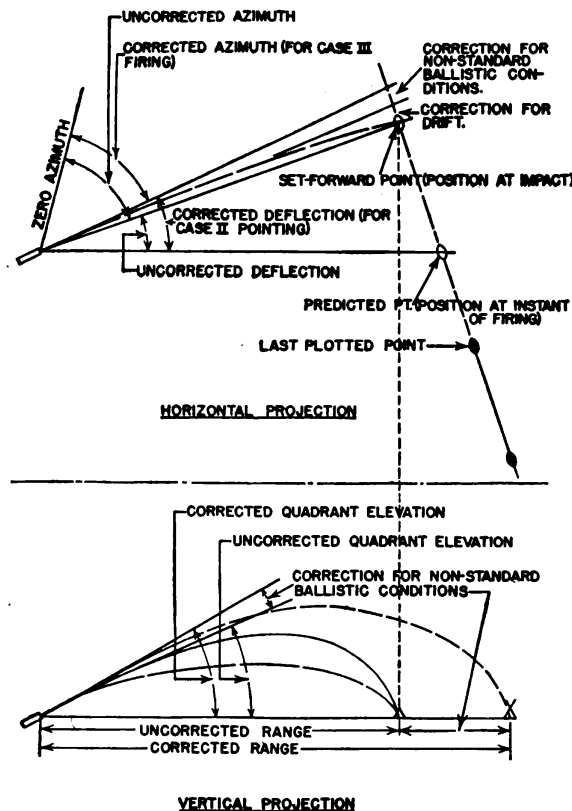 UNCORRECTED AZIMUTH
CORRECTED AZIMUTH (FOR CASE III
FIRING)
CORRECTION FOR
NON-STANDARD
BALLISTIC CON-
DITIONS.
CORRECTION FOR
DRIFT.
ZERO AZIMUTH
SET-FORWARD POINT (POSITION AT IMPACT)
CORRECTED DEFLECTION (FOR
CASE II POINTING)
UNCORRECTED DEFLECTION
PREDICTED PT. (POSITION AT INSTANT
OF FIRING)
LAST PLOTTED POINT
HORIZONTAL PROJECTION
CORRECTED QUADRANT ELEVATION
UNCORRECTED QUADRANT ELEVATION
CORRECTION FOR NON-STANDARD
BALLISTIC CONDITIONS
UNCORRECTED RANGE
CORRECTED RANGE
VERTICAL PROJECTION